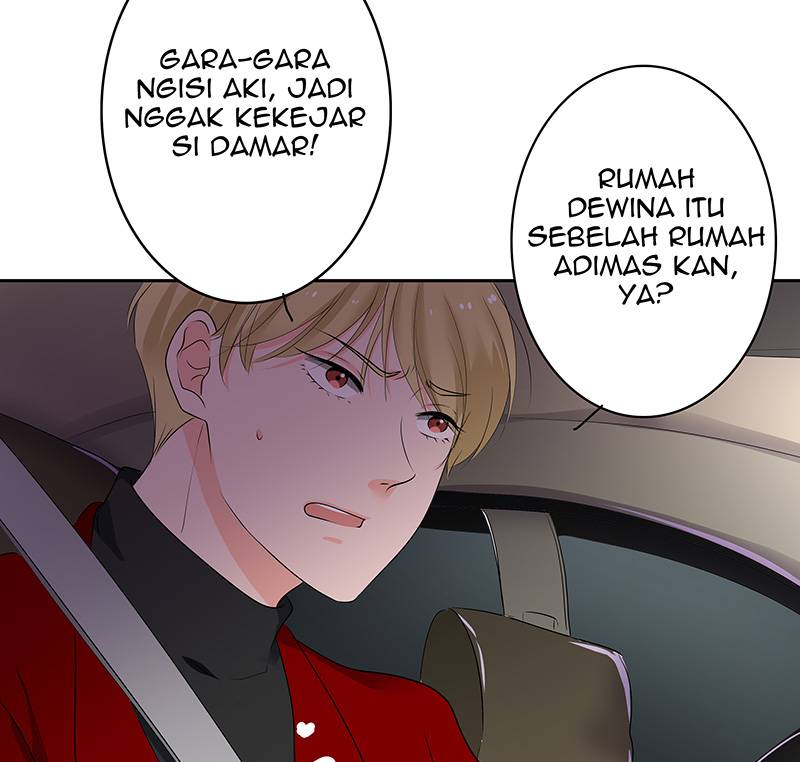 GARA-GARA
NGISI AKI, JADI
NGGAK KEKEJAR
SI DAMAR!
RUMAH
DEWINA ITU
SEBELAH RUMAH
ADIMAS KAN,
YA?